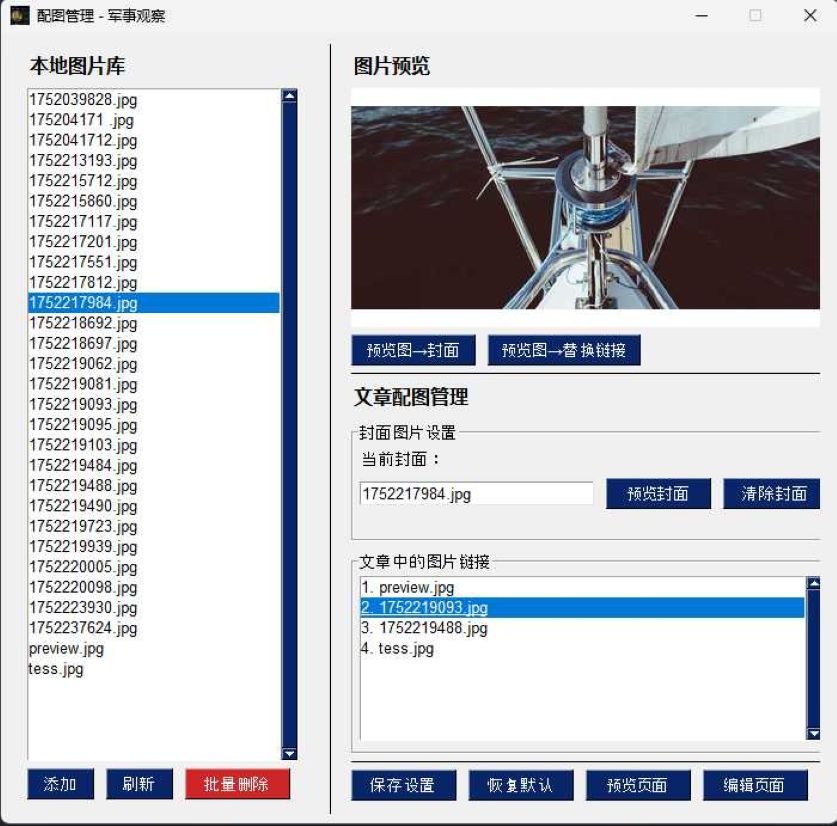 配图管理 - 军事观察
本地图片库
1752039828.jpg
175204171 .jpg
1752041712.jpg
1752213193.jpg
1752215712.jpg
1752215860.jpg
1752217117.jpg
1752217201.jpg
1752217551.jpg
1752217812.jpg
1752217984.jpg
1752218692.jpg
1752218697.jpg
1752219062.jpg
1752219081.jpg
1752219093.jpg
1752219095.jpg
1752219103.jpg
1752219484.jpg
1752219488.jpg
1752219490.jpg
1752219723.jpg
1752219939.jpg
1752220005.jpg
1752220098.jpg
1752223930.jpg
1752237624.jpg
preview.jpg
tess.jpg
添加 刷新 批量删除
图片预览
预览图→封面 预览图→替换链接
文章配图管理
封面图片设置
当前封面：
1752217984.jpg 预览封面 清除封面
文章中的图片链接
1. preview.jpg
2. 1752219093.jpg
3. 1752219488.jpg
4. tess.jpg
保存设置 恢复默认 预览页面 编辑页面